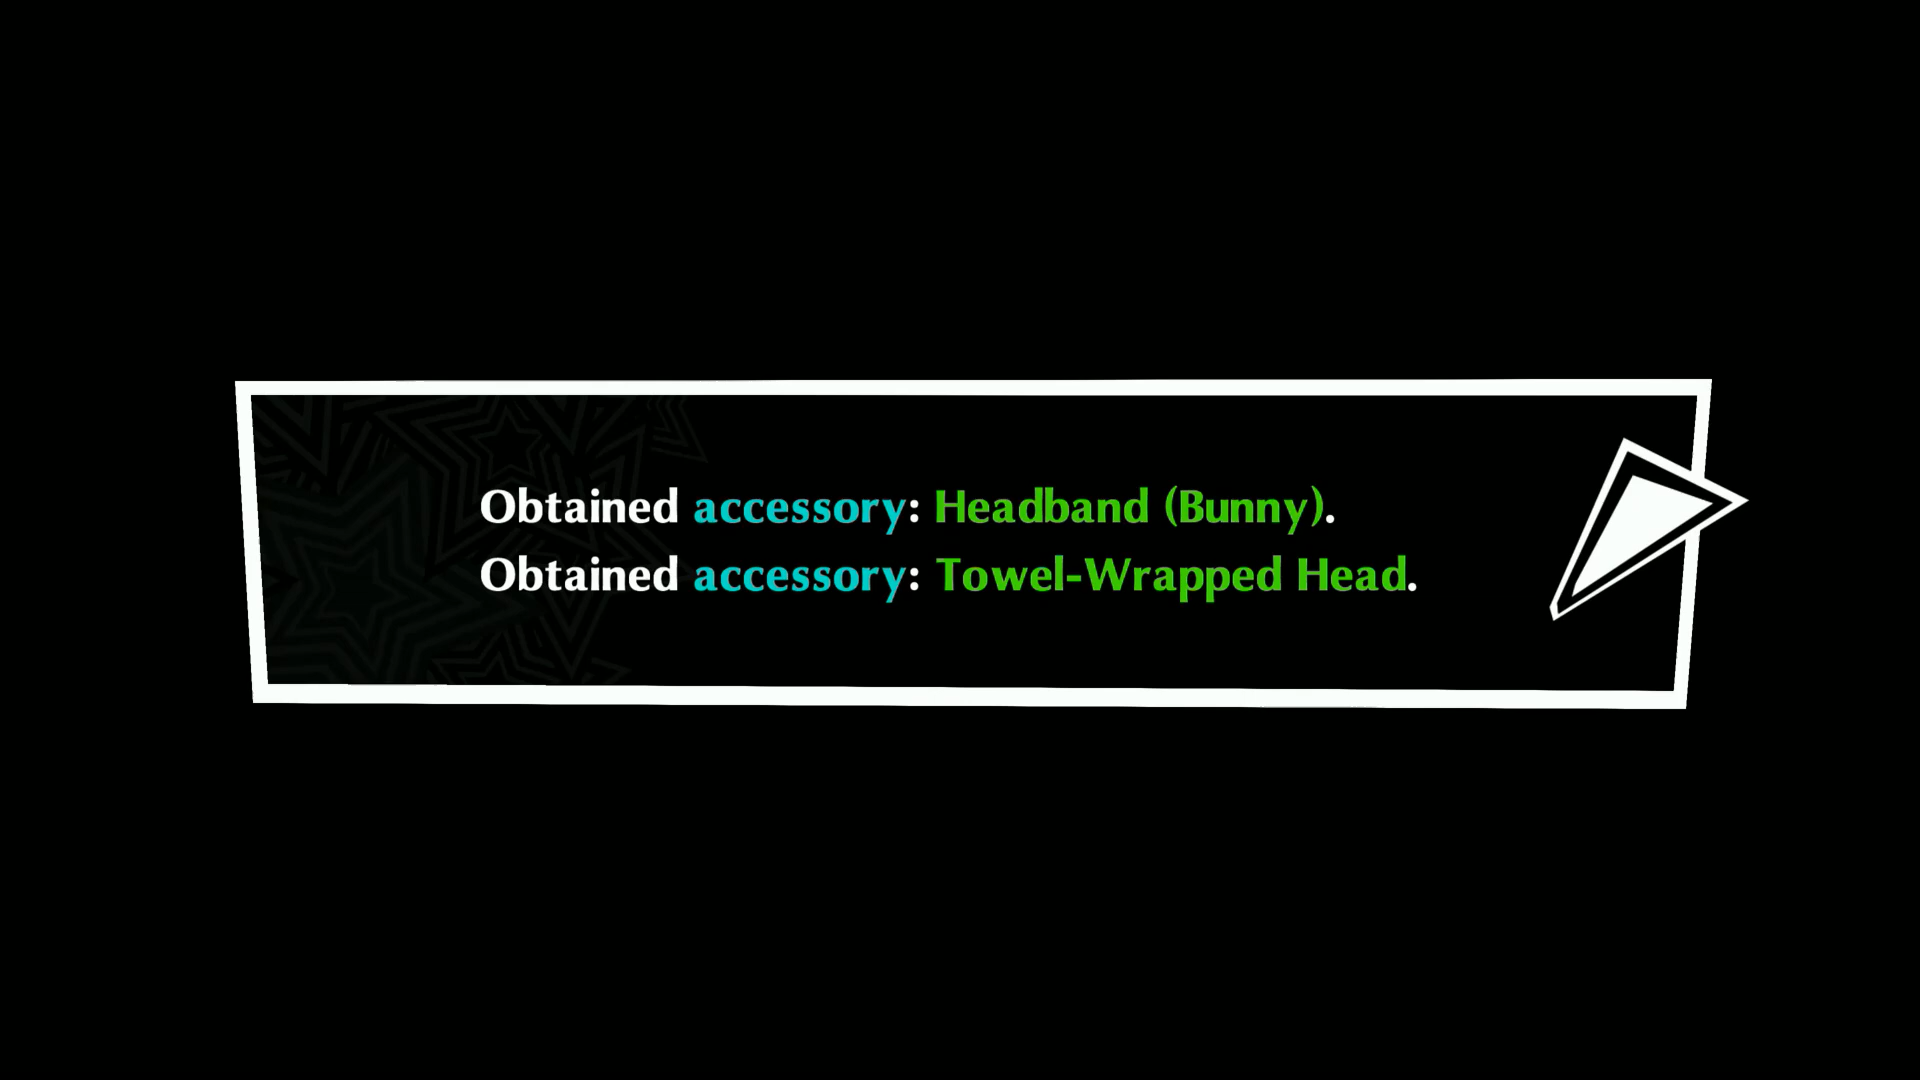 Obtained accessory: Headband (Bunny).
Obtained accessory: Towel-Wrapped Head.